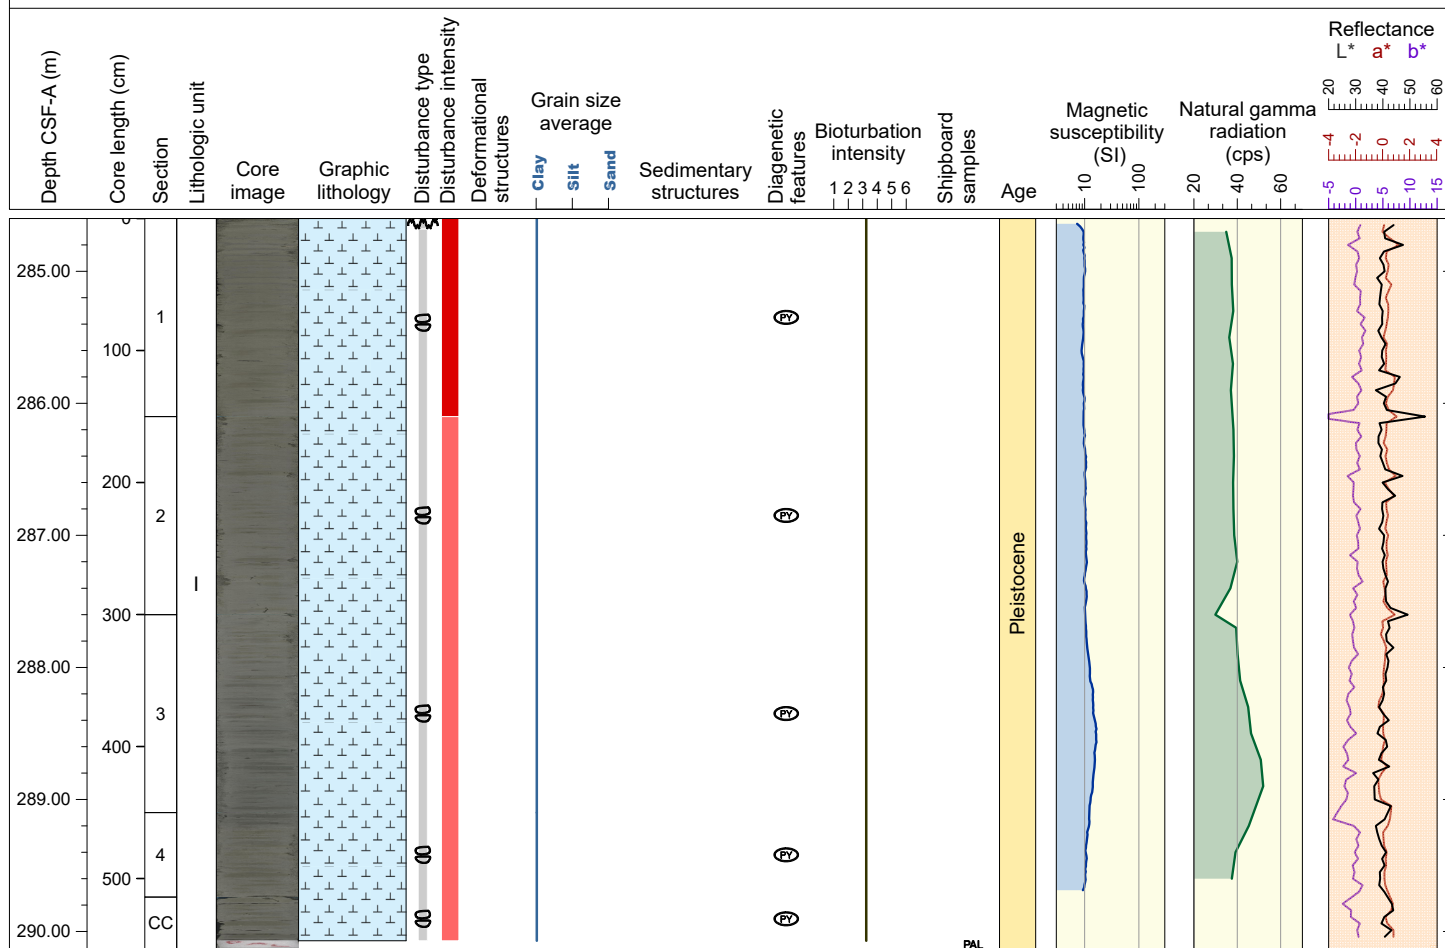 Depth CSF-A (m)
Core length (cm)
Section
Lithologic unit
Core
image
Graphic
lithology
Disturbance type
Disturbance intensity
Deformational
structures
Grain size
average
Clay
Silt
Sand
Sedimentary
structures
Diagenetic
features
Bioturbation
intensity
1 2 3 4 5 6
Shipboard
samples
Age
Magnetic
susceptibility
(SI)
10 100
Natural gamma
radiation
(cps)
20 40 60
Reflectance
L* a* b*
20 30 40 50 60
-4 -2 0 2 4
-5 0 5 10 15
0
285.00
1
PY
100
286.00
200
2
PY
287.00
I
Pleistocene
300
288.00
3
PY
400
289.00
4
PY
500
CC
PY
290.00
PAL